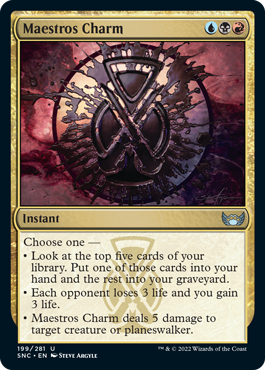 Maestros Charm
Instant
Choose one —
• Look at the top five cards of your
library. Put one of those cards into your
hand and the rest into your graveyard.
• Each opponent loses 3 life and you gain
3 life.
• Maestros Charm deals 5 damage to
target creature or planeswalker.
199/281 U
SNC • EN Steve Argyle
™ & © 2022 Wizards of the Coast